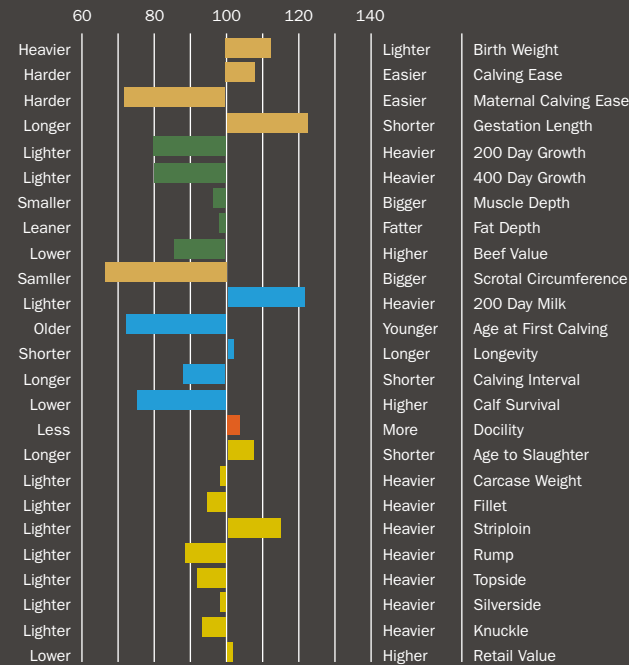 60 80 100 120 140
Heavier Lighter Birth Weight
Harder Easier Calving Ease
Harder Easier Maternal Calving Ease
Longer Shorter Gestation Length
Lighter Heavier 200 Day Growth
Lighter Heavier 400 Day Growth
Smaller Bigger Muscle Depth
Leaner Fatter Fat Depth
Lower Higher Beef Value
Samller Bigger Scrotal Circumference
Lighter Heavier 200 Day Milk
Older Younger Age at First Calving
Shorter Longer Longevity
Longer Shorter Calving Interval
Lower Higher Calf Survival
Less More Docility
Longer Shorter Age to Slaughter
Lighter Heavier Carcase Weight
Lighter Heavier Fillet
Lighter Heavier Striploin
Lighter Heavier Rump
Lighter Heavier Topside
Lighter Heavier Silverside
Lighter Heavier Knuckle
Lower Higher Retail Value